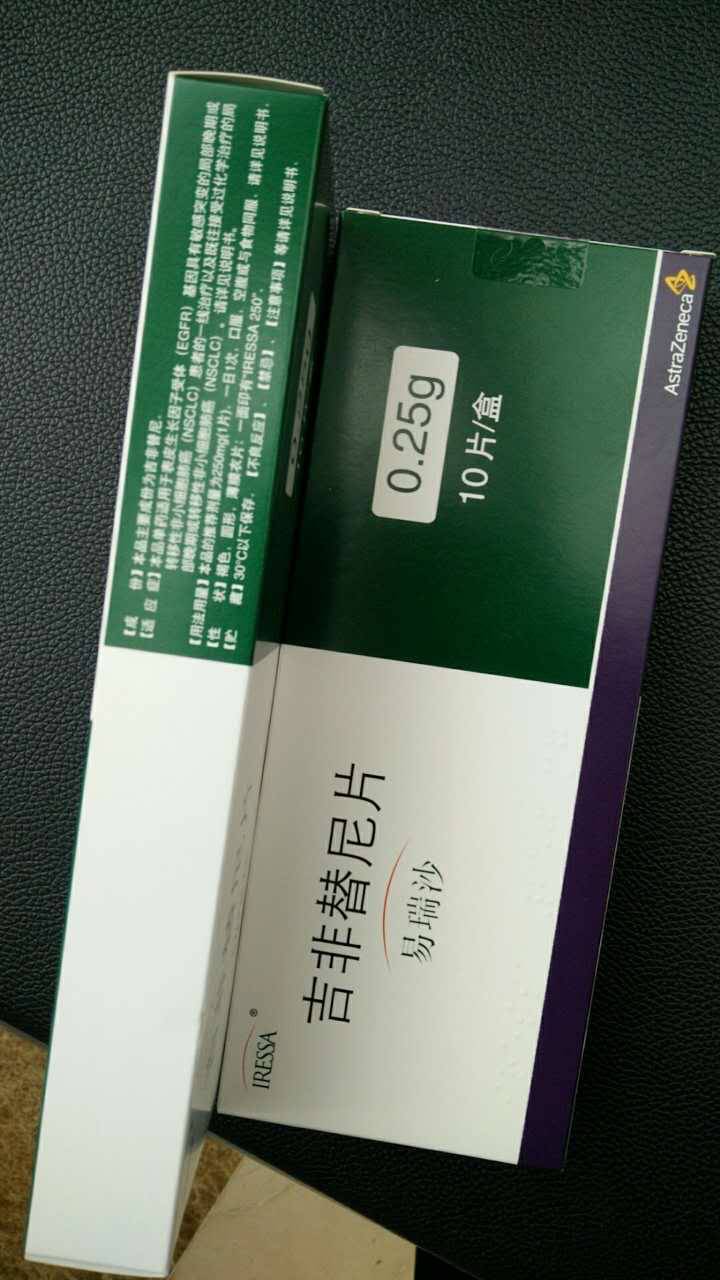 【成　份】本品主要成份为吉非替尼。
【适 应 症】本品单药适用于表皮生长因子受体（EGFR）基因具有敏感突变的局部晚期或
转移性非小细胞肺癌（NSCLC）患者的一线治疗以及既往接受过化学治疗的局
部晚期或转移性非小细胞肺癌（NSCLC）。请详见说明书。
【用法用量】本品的推荐剂量为250mg(1片)，一日1次，口服，空腹或与食物同服，请详见说明书。
【性　状】褐色，圆形，薄膜衣片；一面印有"IRESSA 250"。
【贮　藏】30°C以下保存。【不良反应】、【禁忌】、【注意事项】等请详见说明书。
IRESSA®
吉非替尼片
易瑞沙
0.25g
10 片/盒
AstraZeneca